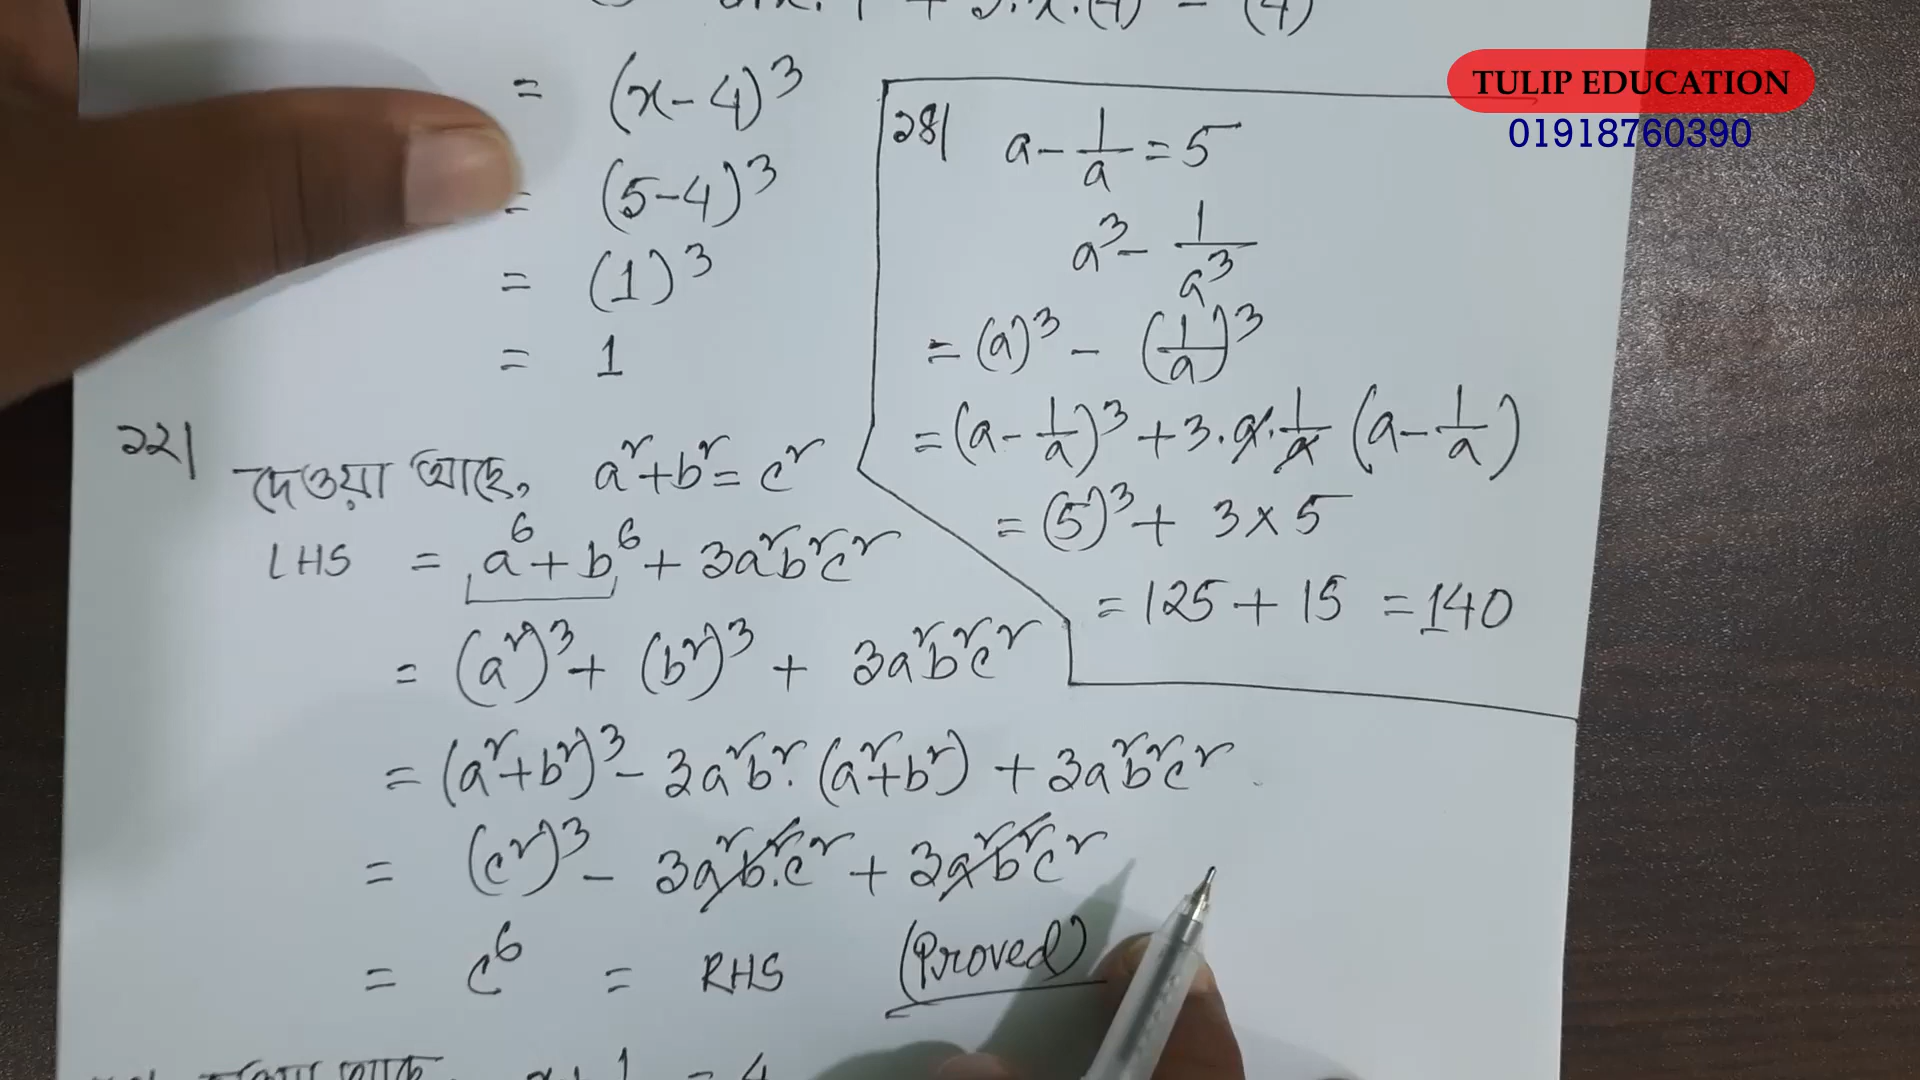 = (x-4)³
= (5-4)³
= (1)³
= 1
২২। দেওয়া আছে, a²+b²=c²
LHS = a⁶+b⁶+3a²b²c²
= (a²)³+(b²)³+3a²b²c²
= (a²+b²)³-3a²b².(a²+b²)+3a²b²c²
= (c²)³-3a²b².c²+3a²b²c²
= c⁶ = RHS (Proved)
TULIP EDUCATION
01918760390
২৪। a-1/a=5
a³-1/a³
=(a)³-(1/a)³
=(a-1/a)³+3.a.1/a(a-1/a)
=(5)³+3×5
=125+15=140